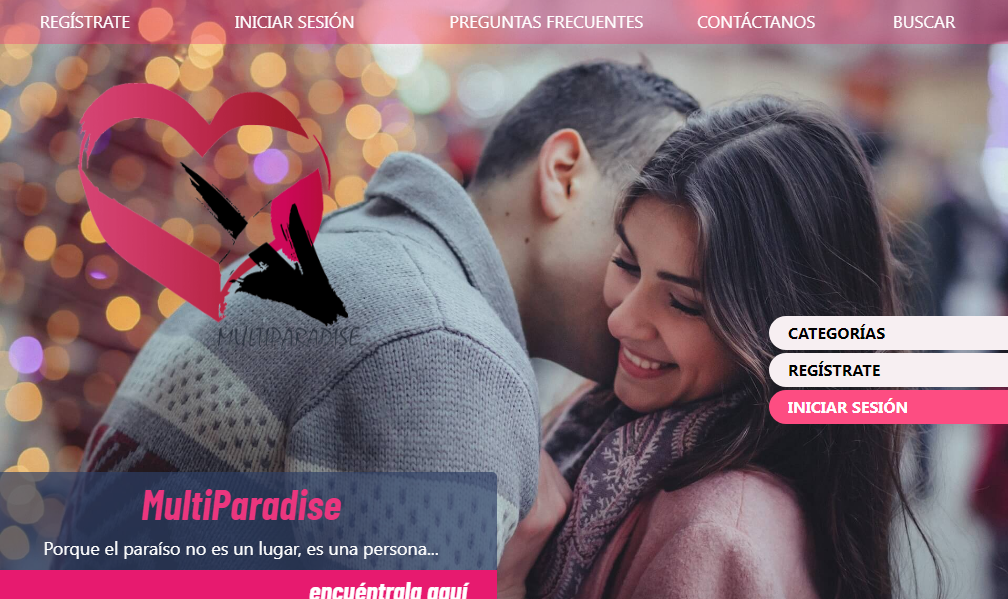 REGÍSTRATE INICIAR SESIÓN PREGUNTAS FRECUENTES CONTÁCTANOS BUSCAR
MULTIPARADISE
CATEGORÍAS
REGÍSTRATE
INICIAR SESIÓN
MultiParadise
Porque el paraíso no es un lugar, es una persona...
encuéntrala aquí